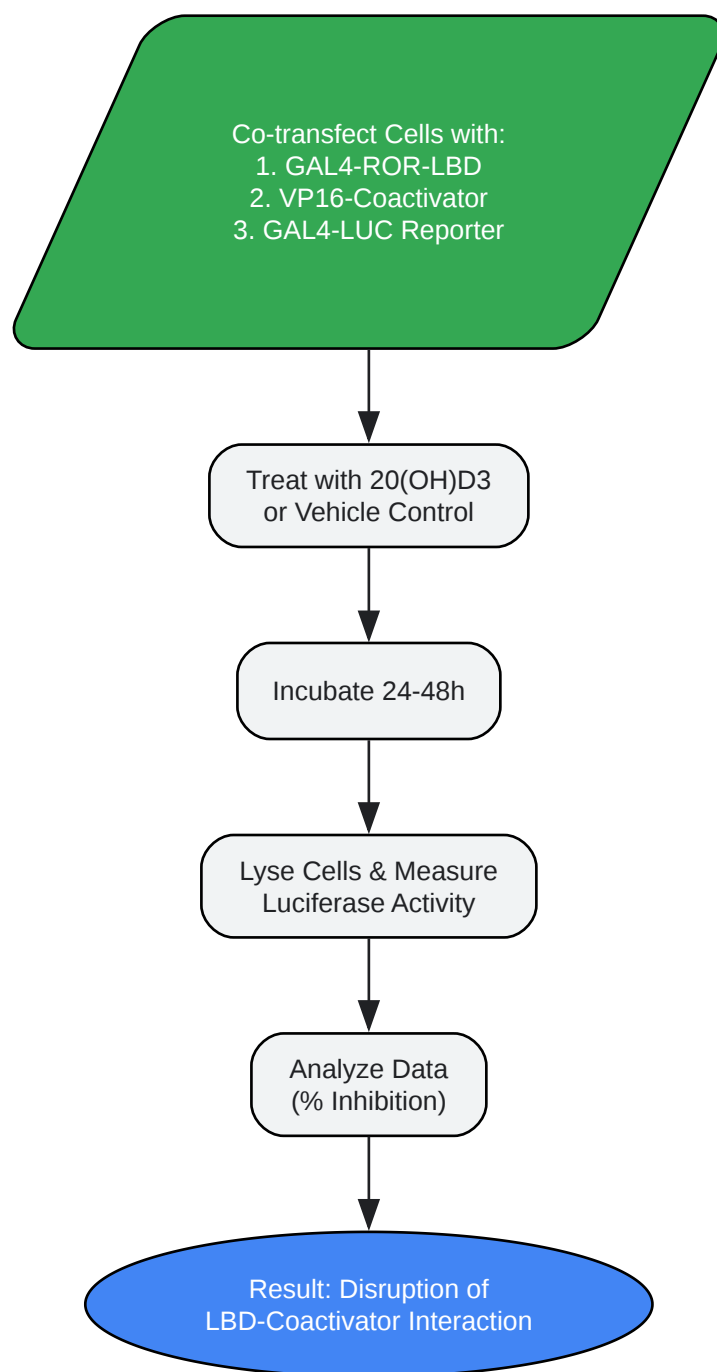 Co-transfect Cells with:
1. GAL4-ROR-LBD
2. VP16-Coactivator
3. GAL4-LUC Reporter
Treat with 20(OH)D3
or Vehicle Control
Incubate 24-48h
Lyse Cells & Measure
Luciferase Activity
Analyze Data
(% Inhibition)
Result: Disruption of
LBD-Coactivator Interaction